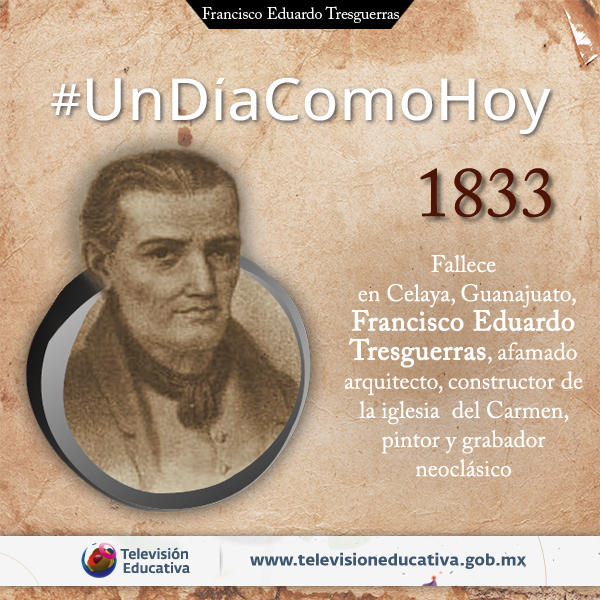 Francisco Eduardo Tresguerras
#UnDíaComoHoy
1833
Fallece
en Celaya, Guanajuato,
Francisco Eduardo
Tresguerras, afamado
arquitecto, constructor de
la iglesia del Carmen,
pintor y grabador
neoclásico
Televisión
Educativa
www.televisioneducativa.gob.mx